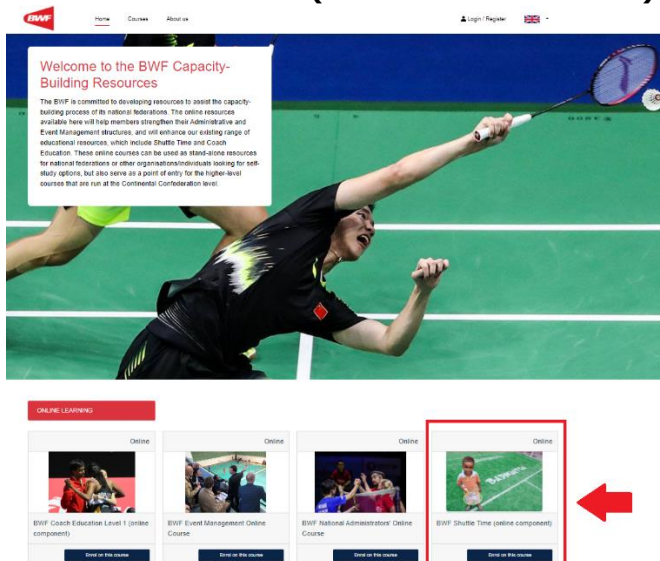 BWF
Home Courses About us
Login / Register
Welcome to the BWF Capacity-
Building Resources
The BWF is committed to developing resources to assist the capacity-
building process of its national federations. The online resources
available here will help members strengthen their Administrative and
Event Management structures, and will enhance our existing range of
educational resources, which include Shuttle Time and Coach
Education. These online courses can be used as stand-alone resources
for national federations or other organisations/individuals looking for self-
study options, but also serve as a point of entry for the higher-level
courses that are run at the Continental Confederation level.
ONLINE LEARNING
Online
BWF Coach Education Level 1 (online
component)
Enrol on this course
Online
BWF Event Management Online
Course
Enrol on this course
Online
BWF National Administrators' Online
Course
Enrol on this course
Online
BWF Shuttle Time (online component)
Enrol on this course